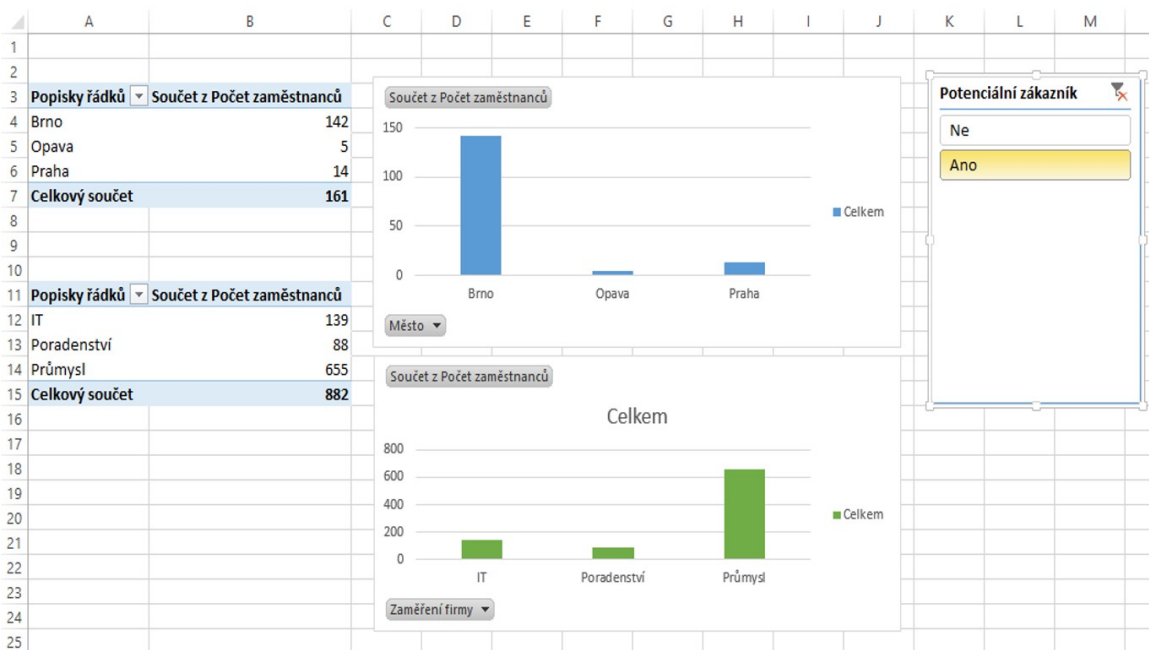 A B C D E F G H I J K L M
1
2
3 Popisky řádků Součet z Počet zaměstnanců
4 Brno 142
5 Opava 5
6 Praha 14
7 Celkový součet 161
8
9
10
11 Popisky řádků Součet z Počet zaměstnanců
12 IT 139
13 Poradenství 88
14 Průmysl 655
15 Celkový součet 882
16
17
18
19
20
21
22
23
24
25
Součet z Počet zaměstnanců
150
100
50
0
Brno Opava Praha
Celkem
Město
Součet z Počet zaměstnanců
Celkem
800
600
400
200
0
IT Poradenství Průmysl
Celkem
Zaměření firmy
Potenciální zákazník
Ne
Ano